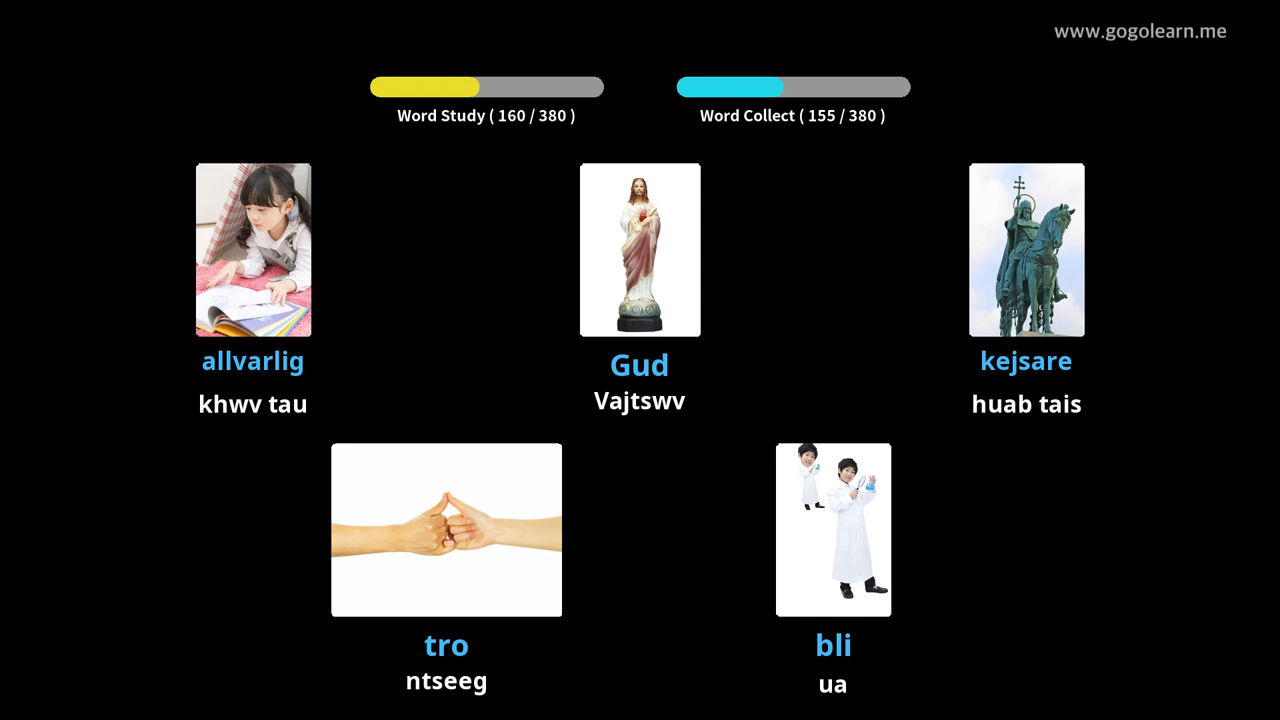 www.gogolearn.me
Word Study ( 160 / 380 )
Word Collect ( 155 / 380 )
allvarlig
khwv tau
Gud
Vajtswv
kejsare
huab tais
tro
ntseeg
bli
ua